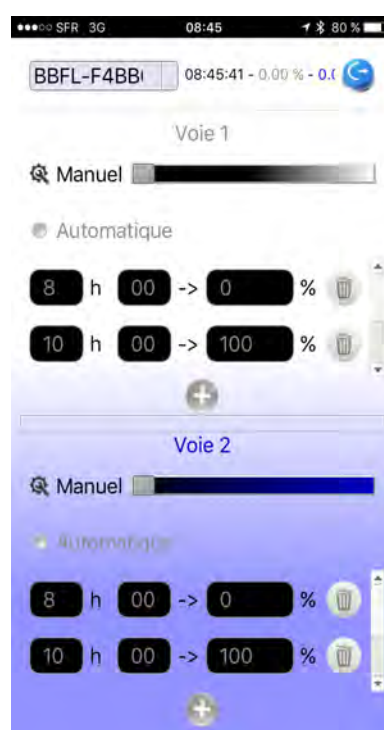 SFR 3G 08:45 80 %
BBFL-F4BB 08:45:41 - 0.00 % - 0.(
Voie 1
Manuel
Automatique
8 h 00 -> 0 %
10 h 00 -> 100 %
Voie 2
Manuel
Automatique
8 h 00 -> 0 %
10 h 00 -> 100 %